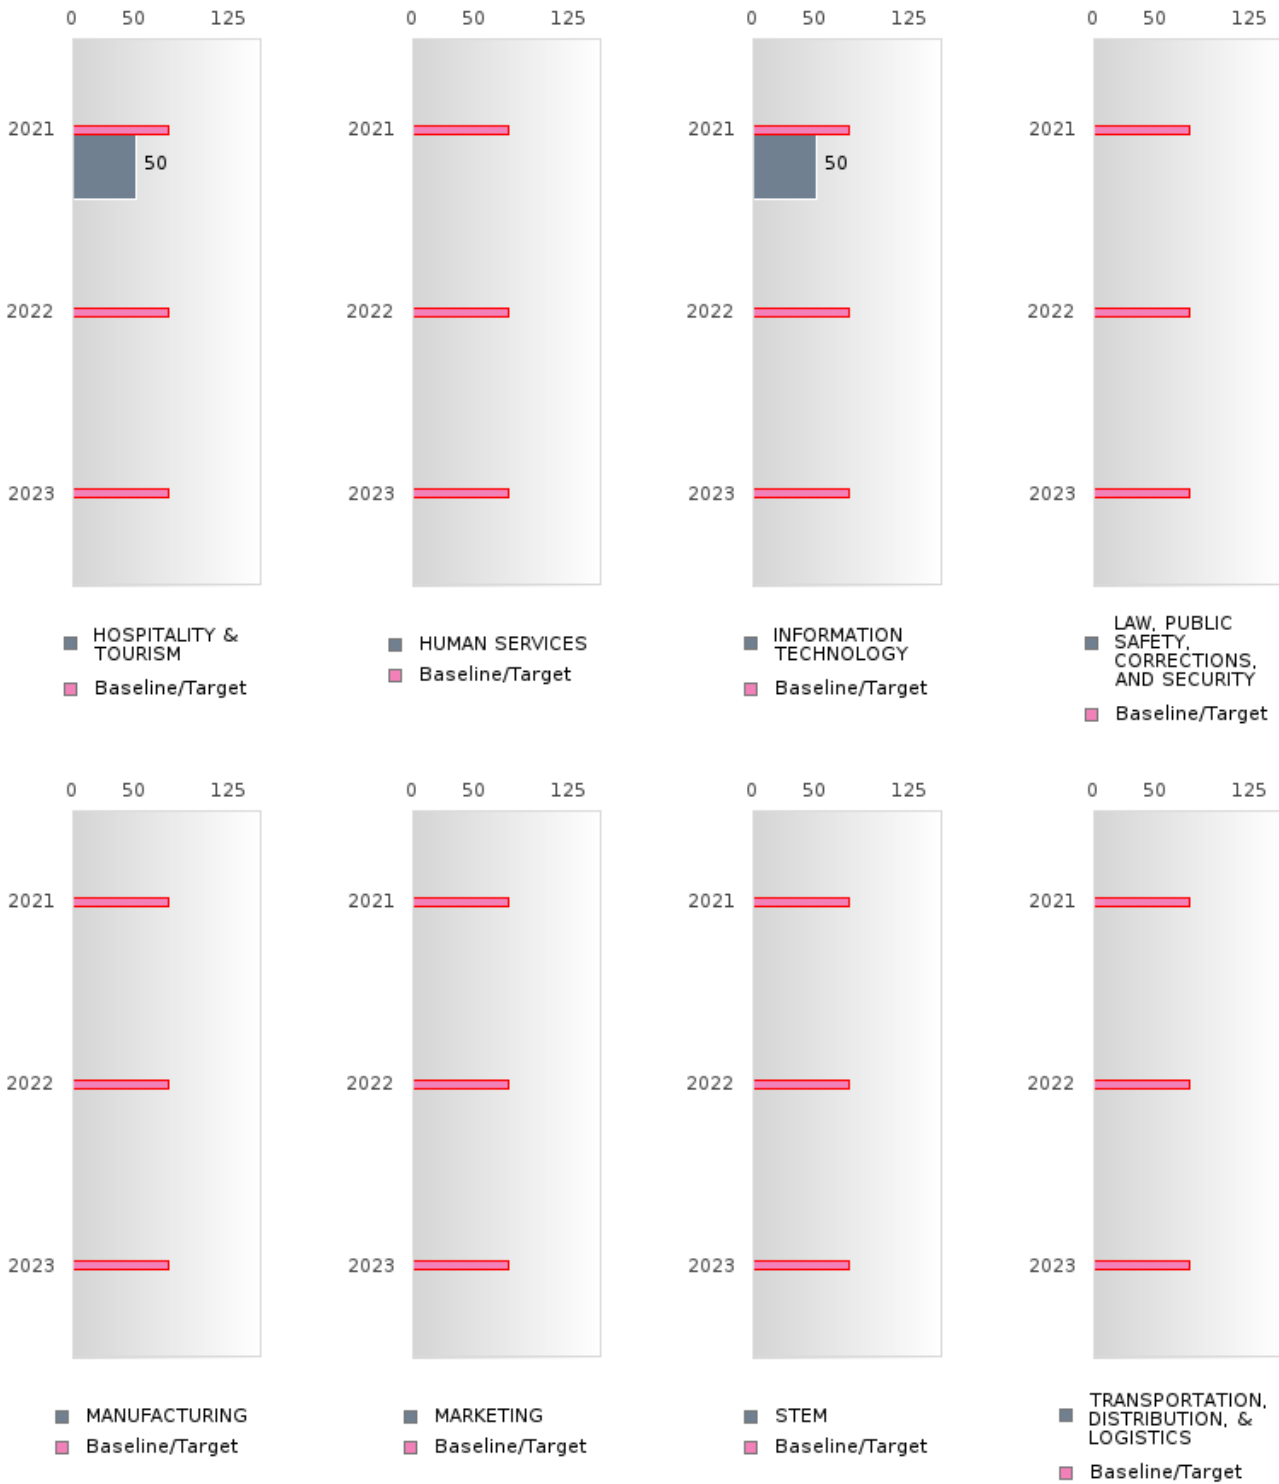 0 50 125 0 50 125 0 50 125 0 50 125
2021 2021 2021 2021
50 50
2022 2022 2022 2022
2023 2023 2023 2023
HOSPITALITY &
TOURISM
Baseline/Target
HUMAN SERVICES
Baseline/Target
INFORMATION
TECHNOLOGY
Baseline/Target
LAW, PUBLIC
SAFETY,
CORRECTIONS,
AND SECURITY
Baseline/Target
0 50 125 0 50 125 0 50 125 0 50 125
2021 2021 2021 2021
2022 2022 2022 2022
2023 2023 2023 2023
MANUFACTURING
Baseline/Target
MARKETING
Baseline/Target
STEM
Baseline/Target
TRANSPORTATION,
DISTRIBUTION, &
LOGISTICS
Baseline/Target